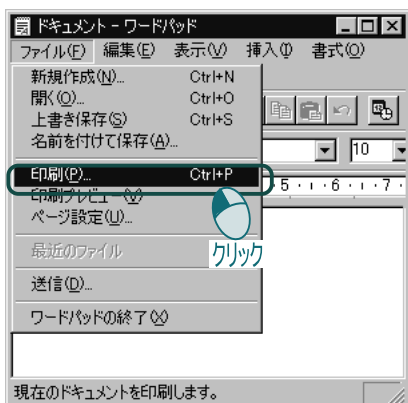 ドキュメント - ワードパッド
ファイル(F) 編集(E) 表示(V) 挿入(I) 書式(O)
新規作成(N)... Ctrl+N
開く(O)... Ctrl+O
上書き保存(S) Ctrl+S
名前を付けて保存(A)...
10
印刷(P)... Ctrl+P
印刷プレビュー(V)
5 6 7
ページ設定(U)...
クリック
最近のファイル
送信(D)...
ワードパッドの終了(X)
現在のドキュメントを印刷します。